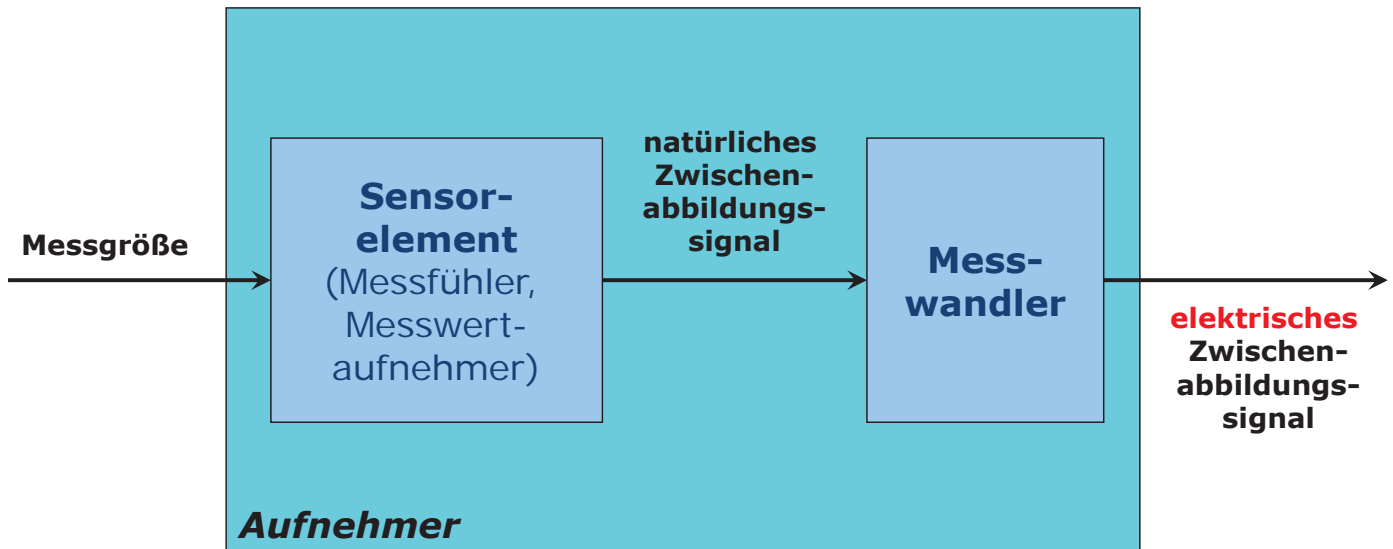 Messgröße
Sensor-
element
(Messfühler,
Messwert-
aufnehmer)
natürliches
Zwischen-
abbildungs-
signal
Mess-
wandler
elektrisches
Zwischen-
abbildungs-
signal
Aufnehmer